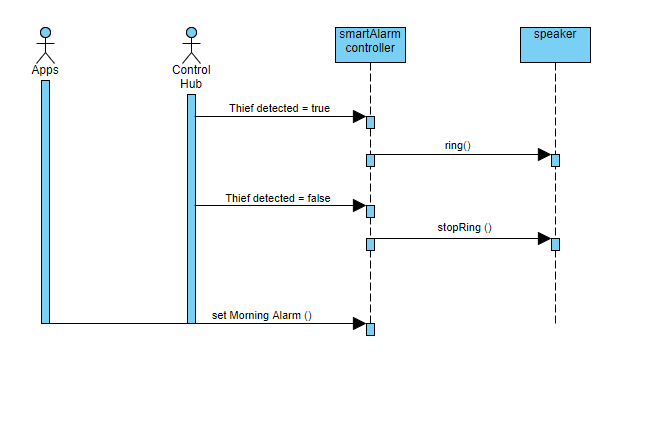 smartAlarm
controller
speaker
Apps
Control
Hub
Thief detected = true
ring()
Thief detected = false
stopRing ()
set Morning Alarm ()